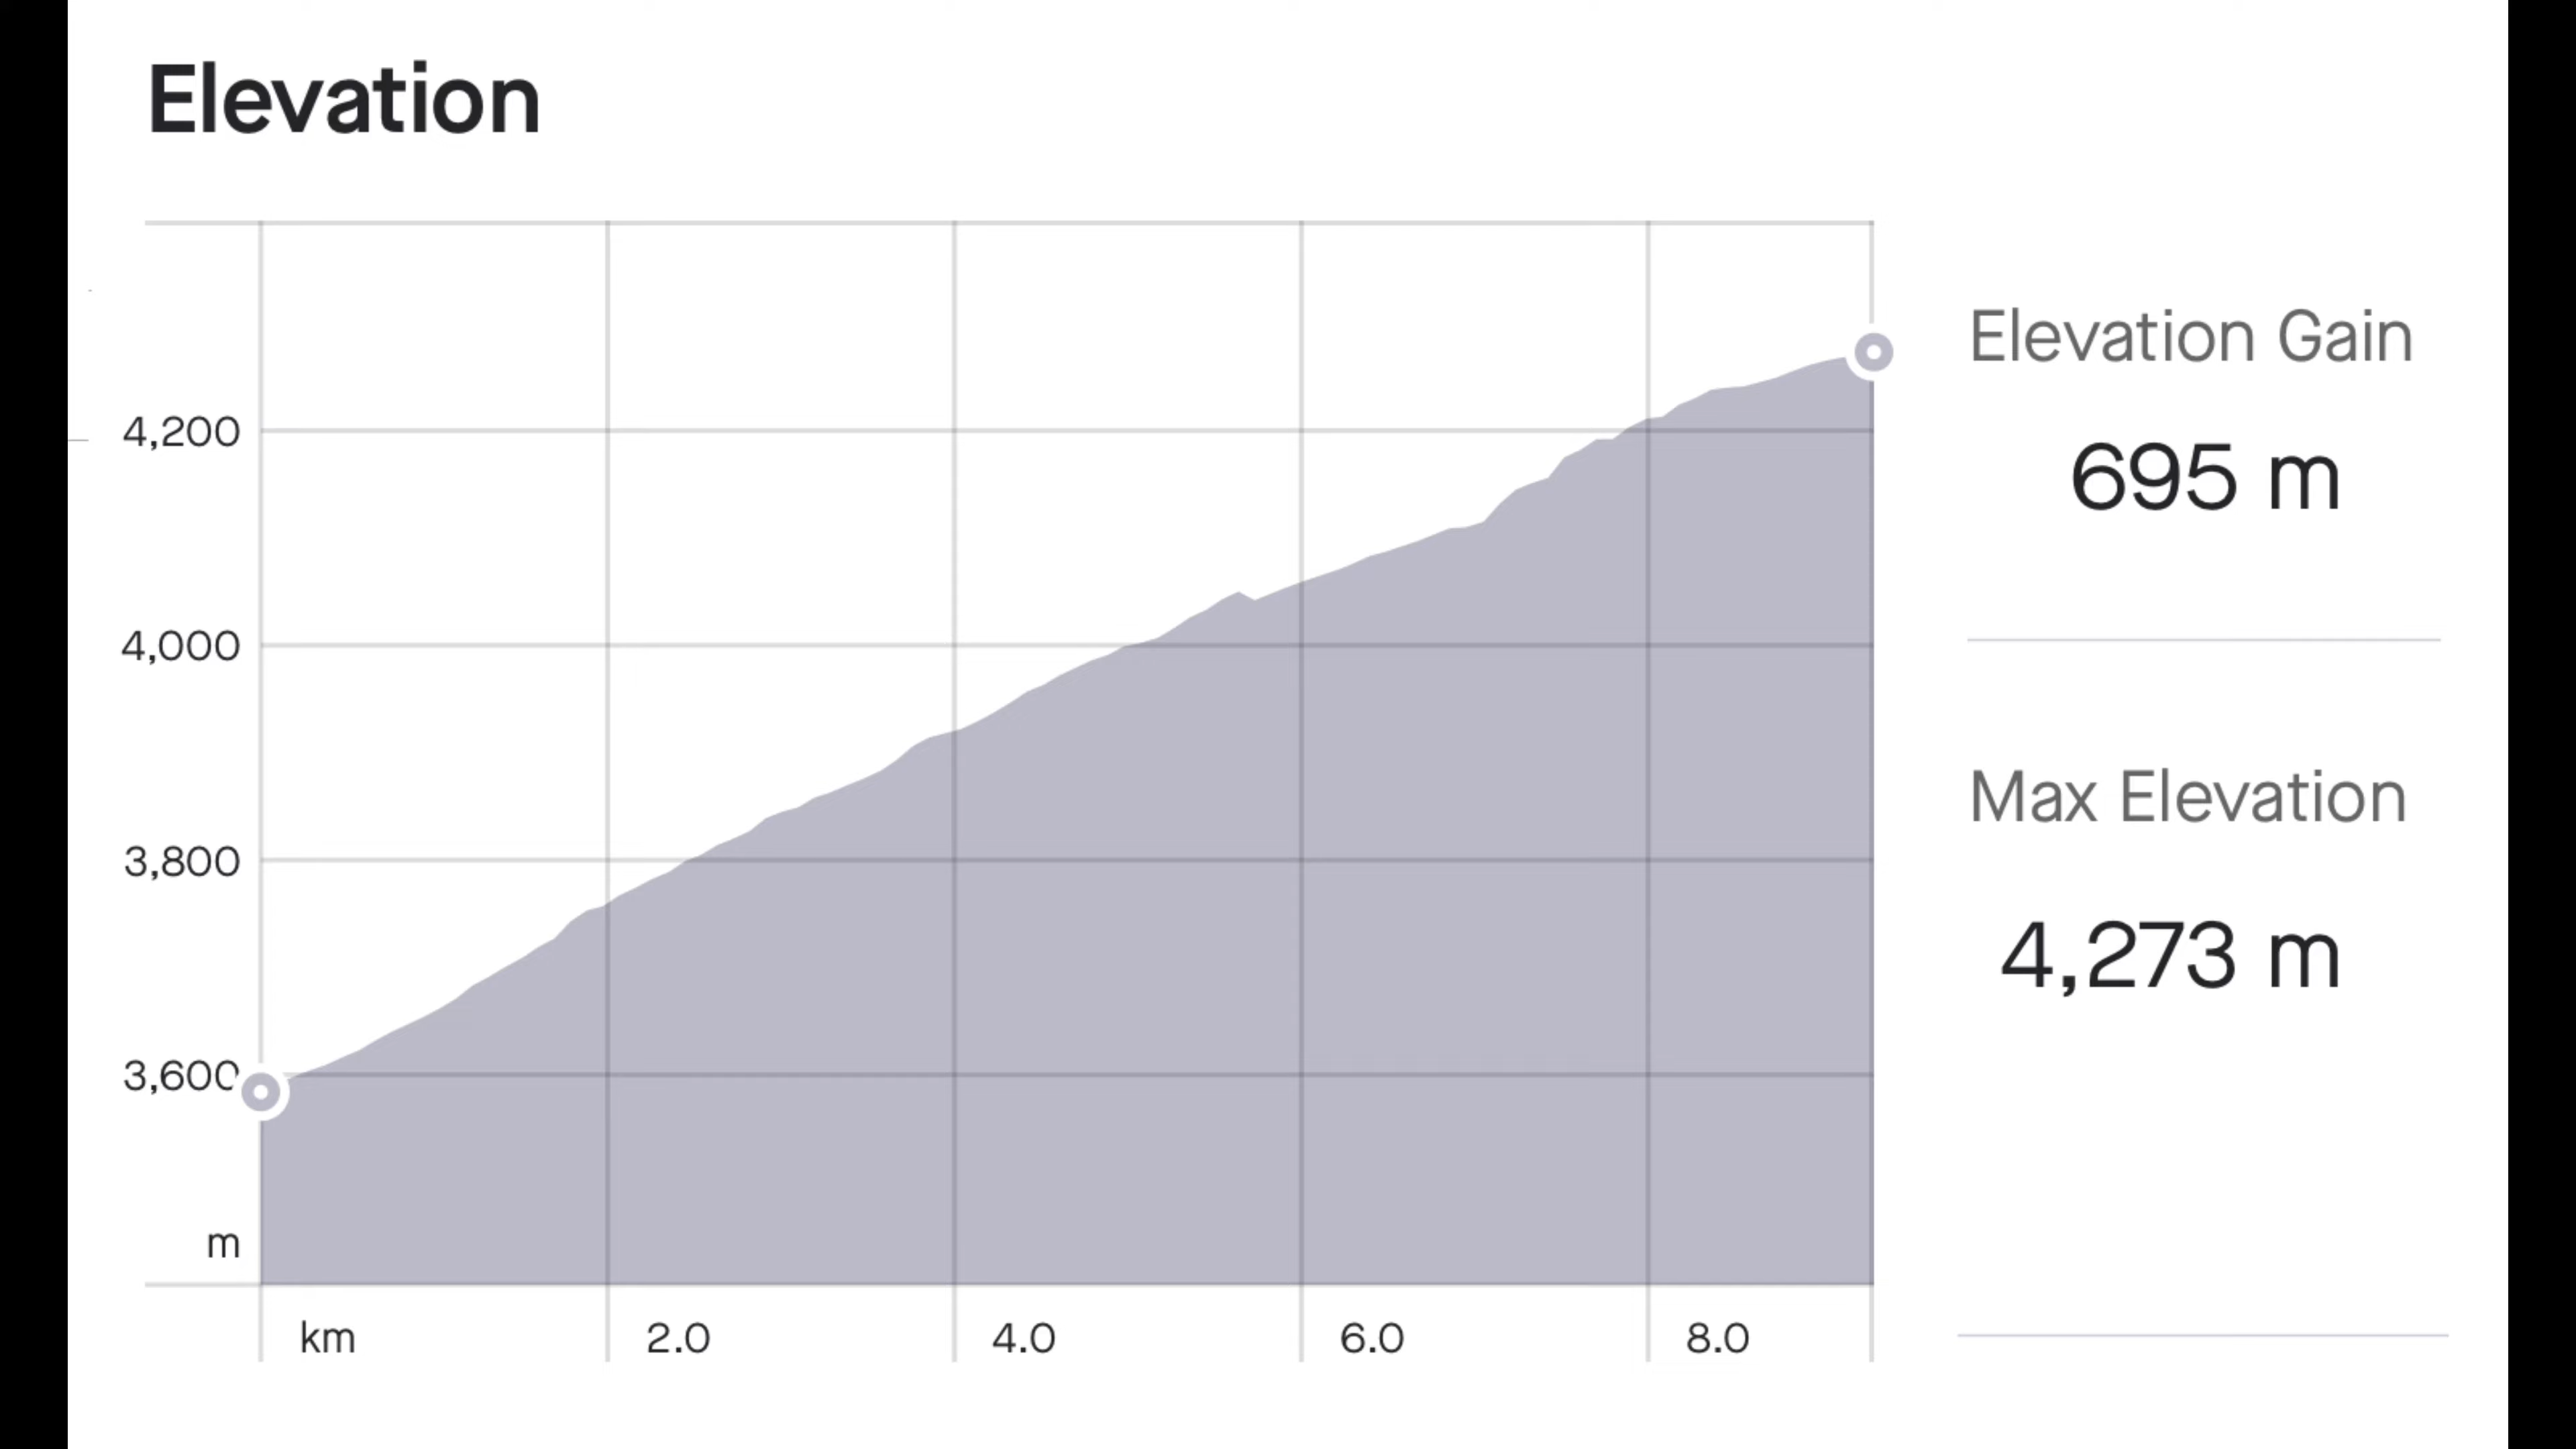 Elevation
4,200
4,000
3,800
3,600
m
km 2.0 4.0 6.0 8.0
Elevation Gain
695 m
Max Elevation
4,273 m